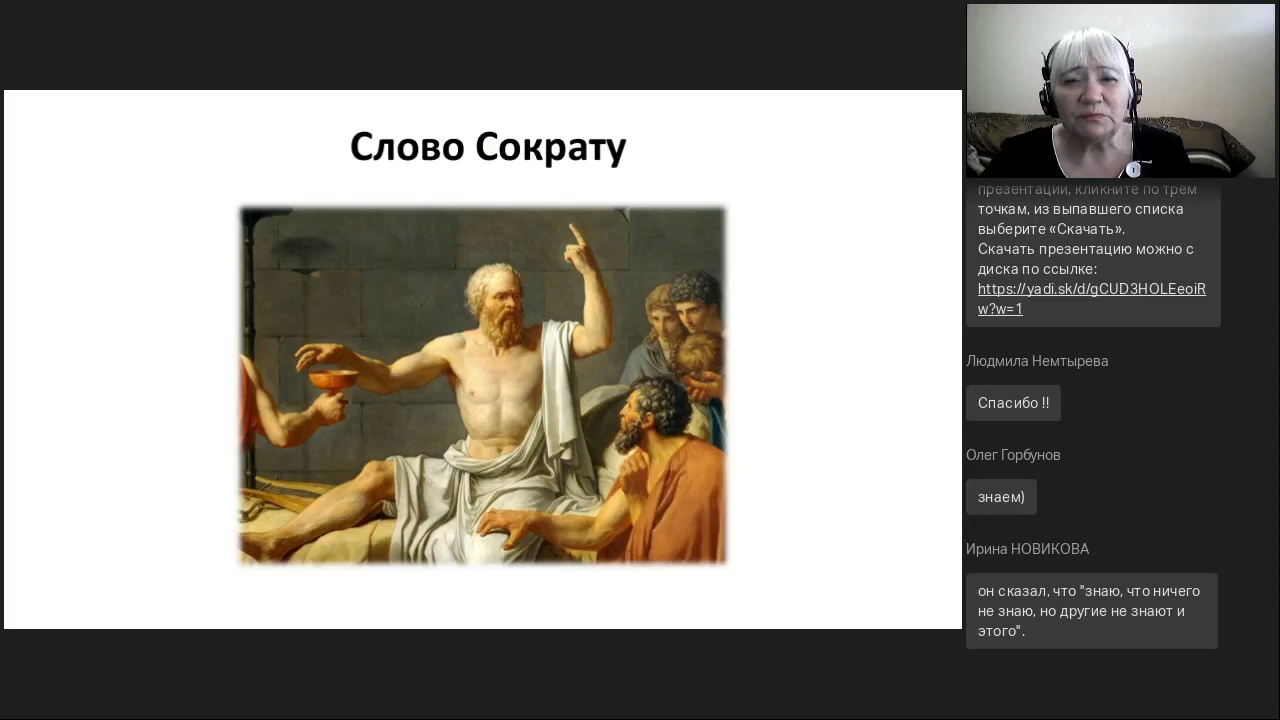 Слово Сократу
презентации, кликните по трем
точкам, из выпавшего списка
выберите «Скачать».
Скачать презентацию можно с
диска по ссылке:
https://yadi.sk/d/gCUD3HOLEeoiR
w?w=1
Людмила Немтырева
Спасибо !!
Олег Горбунов
знаем)
Ирина НОВИКОВА
он сказал, что "знаю, что ничего
не знаю, но другие не знают и
этого".